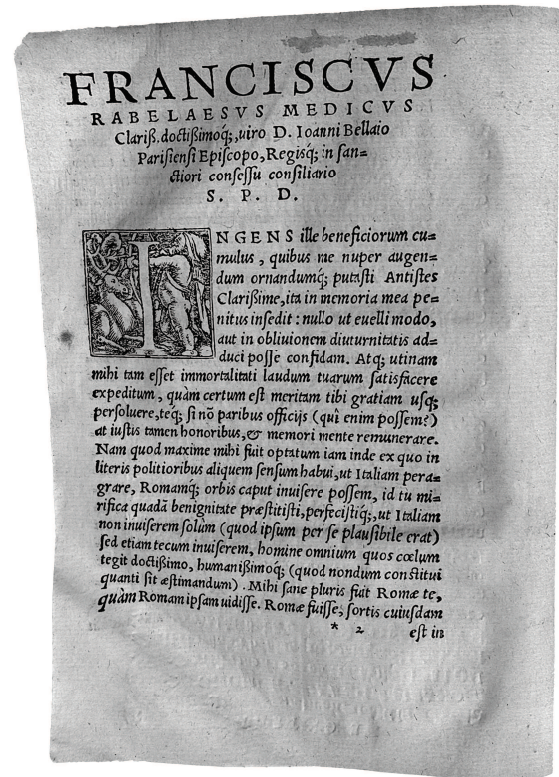 FRANCISCVS
RABELAESVS MEDICVS
Clariß. doctißimoq;, uiro D. Ioanni Bellaio
Parisiensi Episcopo, Regisq; in san=
ctiori consessu consiliario
S. P. D.
INGENS ille beneficiorum cu=
mulus, quibus me nuper augen=
dum ornandumq; putasti Antistes
Clarißime, ita in memoria mea pe=
nitus insedit: nullo ut euelli modo,
aut in obliuionem diuturnitatis ad=
duci posse confidam. Atq; utinam
mihi tam esset immortalitati laudum tuarum satisfacere
expeditum, quàm certum est meritam tibi gratiam usq;
persoluere, teq; si nõ paribus officijs (quî enim possem?)
at iustis tamen honoribus, & memori mente remunerare.
Nam quod maxime mihi fuit optatum iam inde ex quo in
literis politioribus aliquem sensum habui, ut Italiam pera=
grare, Romamq; orbis caput inuisere possem, id tu mi=
rifica quadã benignitate præstitisti, perfecistiq;, ut Italiam
non inuiserem solùm (quod ipsum per se plausibile erat)
sed etiam tecum inuiserem, homine omnium quos cœlum
tegit doctißimo, humanißimoq; (quod nondum constitui
quanti sit æstimandum). Mihi sane pluris fuit Romæ te,
quàm Romam ipsam uidisse. Romæ fuisse, sortis cuiusdam
* 2 est in